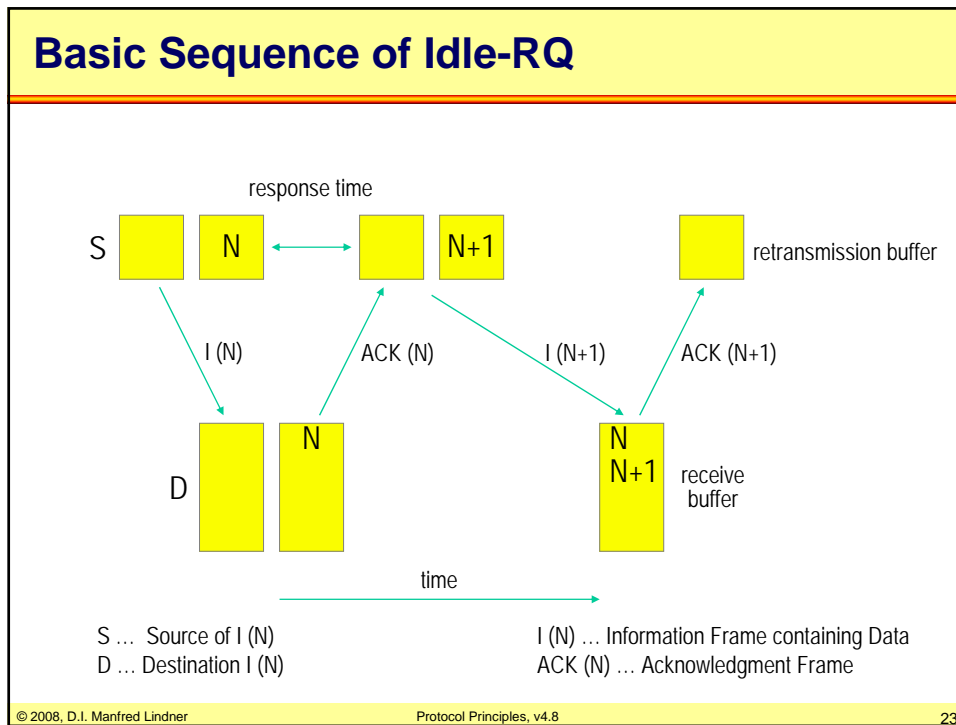 Basic Sequence of Idle-RQ
response time
S
N
N+1
retransmission buffer
I (N)
ACK (N)
I (N+1)
ACK (N+1)
D
N
N
N+1
receive
buffer
time
S ... Source of I (N)
D ... Destination I (N)
I (N) ... Information Frame containing Data
ACK (N) ... Acknowledgment Frame
© 2008, D.I. Manfred Lindner
Protocol Principles, v4.8
23